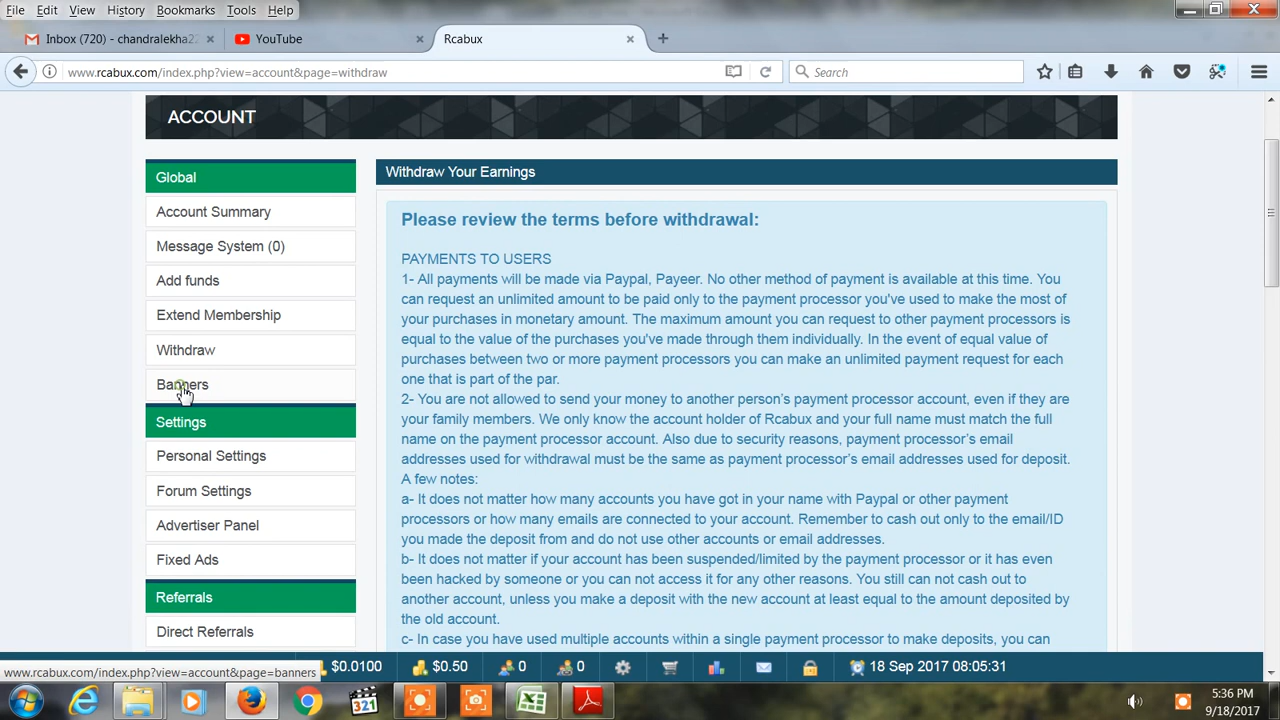 File Edit View History Bookmarks Tools Help
Inbox (720) - chandralekha22 × YouTube × Rcabux ×
www.rcabux.com/index.php?view=account&page=withdraw Search
ACCOUNT
Global
Account Summary
Message System (0)
Add funds
Extend Membership
Withdraw
Banners
Settings
Personal Settings
Forum Settings
Advertiser Panel
Fixed Ads
Referrals
Direct Referrals
Withdraw Your Earnings
Please review the terms before withdrawal:
PAYMENTS TO USERS
1- All payments will be made via Paypal, Payeer. No other method of payment is available at this time. You
can request an unlimited amount to be paid only to the payment processor you've used to make the most of
your purchases in monetary amount. The maximum amount you can request to other payment processors is
equal to the value of the purchases you've made through them individually. In the event of equal value of
purchases between two or more payment processors you can make an unlimited payment request for each
one that is part of the par.
2- You are not allowed to send your money to another person's payment processor account, even if they are
your family members. We only know the account holder of Rcabux and your full name must match the full
name on the payment processor account. Also due to security reasons, payment processor's email
addresses used for withdrawal must be the same as payment processor's email addresses used for deposit.
A few notes:
a- It does not matter how many accounts you have got in your name with Paypal or other payment
processors or how many emails are connected to your account. Remember to cash out only to the email/ID
you made the deposit from and do not use other accounts or email addresses.
b- It does not matter if your account has been suspended/limited by the payment processor or it has even
been hacked by someone or you can not access it for any other reasons. You still can not cash out to
another account, unless you make a deposit with the new account at least equal to the amount deposited by
the old account.
c- In case you have used multiple accounts within a single payment processor to make deposits, you can
www.rcabux.com/index.php?view=account&page=banners
$0.0100 $0.50 0 0 18 Sep 2017 08:05:31
321
5:36 PM
9/18/2017